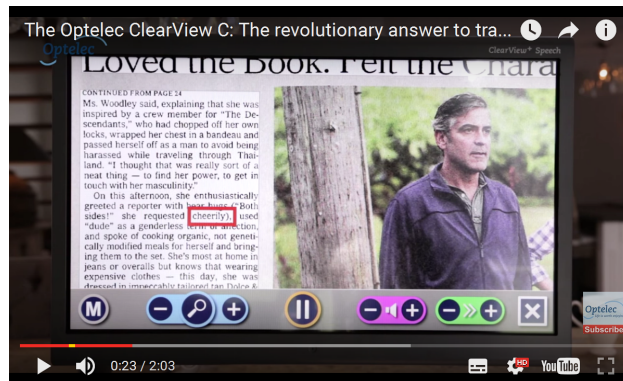 The Optelec ClearView C: The revolutionary answer to tra...
Optelec
ClearView+ Speech
Loved the Book. Felt the Chara
CONTINUED FROM PAGE 24
Ms. Woodley said, explaining that she was
inspired by a crew member for "The De-
scendants," who had chopped off her own
locks, wrapped her chest in a bandeau and
passed herself off as a man to avoid being
harassed while traveling through Thai-
land. "I thought that was really sort of a
neat thing — to find her power, to get in
touch with her masculinity."
On this afternoon, she enthusiastically
greeted a reporter with bear hugs ("Both
sides!" she requested cheerily), used
"dude" as a genderless term of affection,
and spoke of cooking organic, not geneti-
cally modified meals for herself and bring-
ing them to the set. She's most at home in
jeans or overalls but knows that wearing
expensive clothes — this day, she was
dressed in impeccably tailored tan Dolce &
M
Optelec
Subscribe
0:23 / 2:03
HD
YouTube